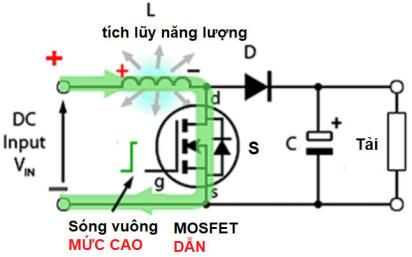 L
tích lũy năng lượng
+
+
−
D
d
DC
Input
VIN
S
C
+
Tải
−
g
s
Sóng vuông
MỨC CAO
MOSFET
DẪN